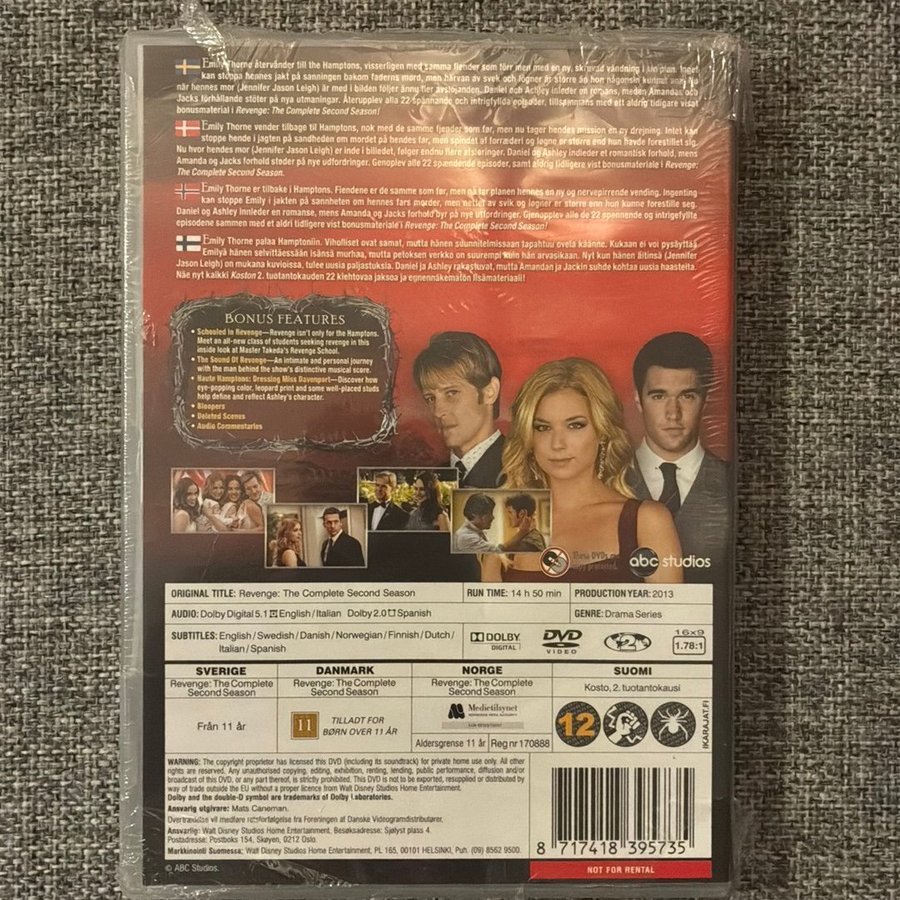 Emily Thorne återvänder till the Hamptons, visserligen med samma fiender som förr men med en ny, skruvad vändning i sin plan. Inget
kan stoppa hennes jakt på sanningen bakom faderns mord, men härvan av svek och lögner är större än hon någonsin kunnat ana. Nu
när hennes mor (Jennifer Jason Leigh) är med i bilden följer ännu fler avslöjanden. Daniel och Ashley inleder en romans, medan Amandas
och Jacks förhållande stöter på nya utmaningar. Återupplev alla 22 spännande och intrigfyllda episoder, tillsammans med ett aldrig tidigare visat
bonusmaterial i Revenge: The Complete Second Season!
Emily Thorne vender tilbage til Hamptons, nok med de samme fjender som før, men nu tager hendes mission en ny drejning. Intet kan
stoppe hende i jagten på sandheden om mordet på hendes far, men spindet af forræderi og løgne er større end hun havde forestillet sig.
Nu hvor hendes mor (Jennifer Jason Leigh) er inde i billedet, følger endnu flere afsløringer. Daniel og Ashley indleder et romantisk forhold, mens
Amanda og Jacks forhold støder på nye udfordringer. Genoplev alle 22 spændende episoder, samt aldrig tidligere vist bonusmateriale i Revenge:
The Complete Second Season.
Emily Thorne er tilbake i Hamptons. Fiendene er de samme som før, men nå tar planen hennes en ny og nervepirrende vending. Ingenting
kan stoppe Emily i jakten på sannheten om hennes fars morder, men nettet av svik og løgner er større enn hun kunne forestille seg.
Daniel og Ashley innleder en romanse, mens Amanda og Jacks forhold byr på nye utfordringer. Gjenopplev alle de 22 spennende og intrigefylte
episodene sammen med et aldri tidligere vist bonusmateriale i Revenge: The Complete Second Season!
Emily Thorne palaa Hamptoniin. Viholliset ovat samat, mutta hänen suunnitelmissaan tapahtuu ovela käänne. Kukaan ei voi pysäyttää
Emilyä hänen selvittäessään isänsä murhaa, mutta petoksen verkko on suurempi kuin hän arvasikaan. Nyt kun hänen äitinsä (Jennifer
Jason Leigh) on mukana kuvioissa, tulee uusia paljastuksia. Daniel ja Ashley rakastuvat, mutta Amandan ja Jackin suhde kohtaa uusia haasteita.
Näe nyt kaikki Koston 2. tuotantokauden 22 kiehtovaa jaksoa ja ennennäkemätön lisämateriaali!
BONUS FEATURES
• Schooled In Revenge—Revenge isn't only for the Hamptons.
Meet an all-new class of students seeking revenge in this
inside look at Master Takeda's Revenge School.
• The Sound Of Revenge—An intimate and personal journey
with the man behind the show's distinctive musical score.
• Haute Hamptons: Dressing Miss Davenport—Discover how
eye-popping color, leopard print and some well-placed studs
help define and reflect Ashley's character.
• Bloopers
• Deleted Scenes
• Audio Commentaries
These DVDs are
copy protected.
abc studios
ORIGINAL TITLE: Revenge: The Complete Second Season
RUN TIME: 14 h 50 min
PRODUCTION YEAR: 2013
AUDIO: Dolby Digital 5.1 English/Italian Dolby 2.0 Spanish
GENRE: Drama Series
SUBTITLES: English/Swedish/Danish/Norwegian/Finnish/Dutch/
Italian/Spanish
DOLBY
DIGITAL
DVD
VIDEO
2
16x9
1.78:1
SVERIGE
Revenge: The Complete
Second Season
Från 11 år
DANMARK
Revenge: The Complete
Second Season
11
TILLADT FOR
BØRN OVER 11 ÅR
NORGE
Revenge: The Complete
Second Season
Medietilsynet
NORWEGIAN MEDIA AUTHORITY
Aldersgrense 11 år
Reg nr 170888
SUOMI
Kosto, 2. tuotantokausi
12
IKARAJAT.FI
WARNING: The copyright proprietor has licensed this DVD (including its soundtrack) for private home use only. All other
rights are reserved. Any unauthorised copying, editing, exhibition, renting, lending, public performance, diffusion and/or
broadcast of this DVD, or any part thereof, is strictly prohibited. This DVD is not to be exported, resupplied or distributed by
way of trade outside the EU without a proper licence from Walt Disney Studios Home Entertainment.
Dolby and the double-D symbol are trademarks of Dolby Laboratories.
Ansvarig utgivare: Mats Caneman.
Overtrædelse vil medføre retsforfølgelse fra Foreningen af Danske Videogramdistributører.
Ansvarlig: Walt Disney Studios Home Entertainment, Besøksadresse: Sjølyst plass 4.
Postadresse: Postboks 154, Skøyen, 0212 Oslo.
Markkinointi Suomessa: Walt Disney Studios Home Entertainment, PL 165, 00101 HELSINKI, Puh. (09) 8562 9500.
© ABC Studios.
8 717418 395735
NOT FOR RENTAL